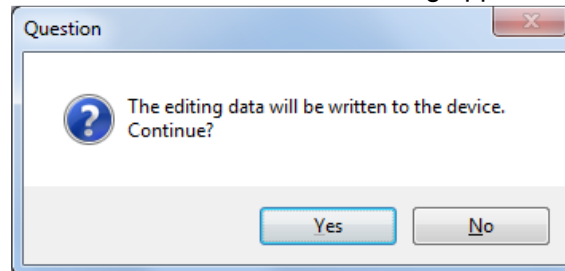 Question
The editing data will be written to the device.
Continue?
Yes No